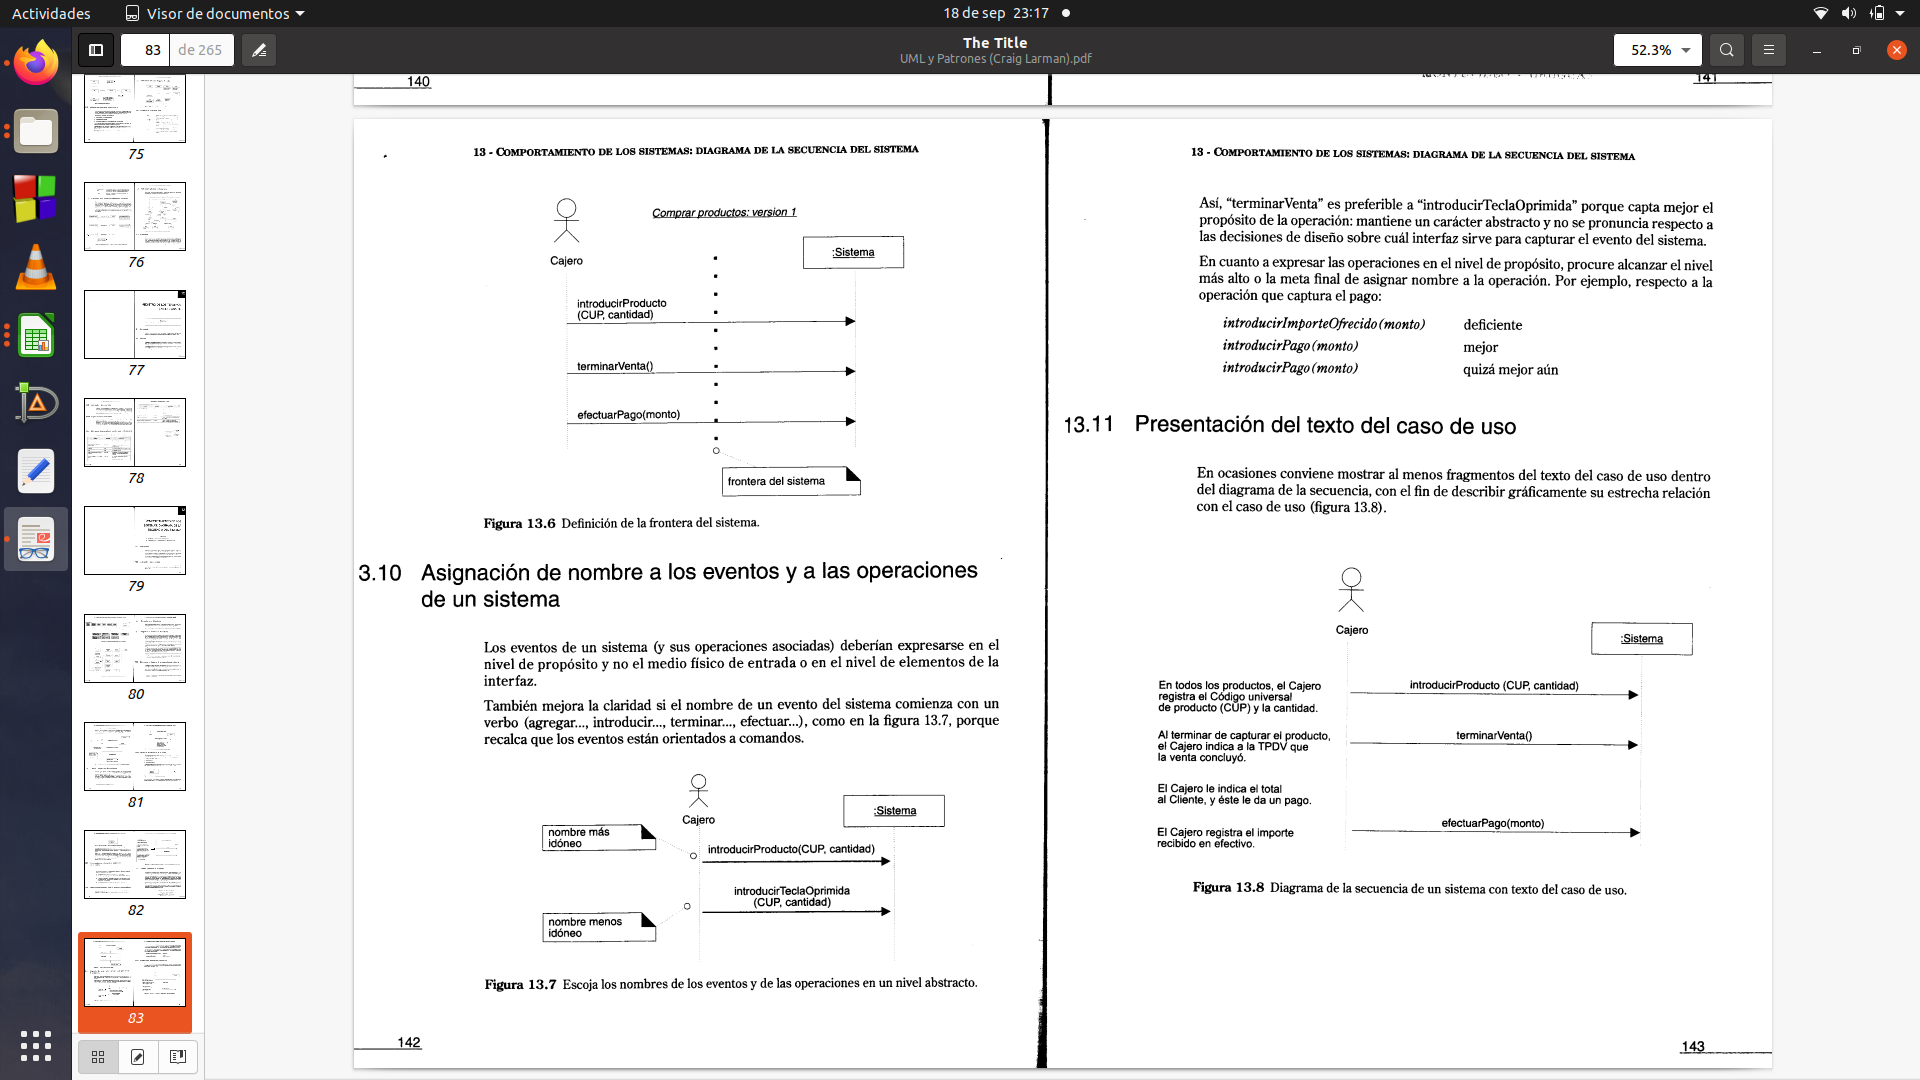 Actividades
Visor de documentos
18 de sep 23:17
83
de 265
The Title
UML y Patrones (Craig Larman).pdf
52.3%
75
76
77
78
79
80
81
82
83
140
141
13 - COMPORTAMIENTO DE LOS SISTEMAS: DIAGRAMA DE LA SECUENCIA DEL SISTEMA
Comprar productos: version 1
:Sistema
Cajero
introducirProducto
(CUP, cantidad)
terminarVenta()
efectuarPago(monto)
frontera del sistema
Figura 13.6 Definición de la frontera del sistema.
3.10 Asignación de nombre a los eventos y a las operaciones
de un sistema
Los eventos de un sistema (y sus operaciones asociadas) deberían expresarse en el
nivel de propósito y no el medio físico de entrada o en el nivel de elementos de la
interfaz.
También mejora la claridad si el nombre de un evento del sistema comienza con un
verbo (agregar..., introducir..., terminar..., efectuar...), como en la figura 13.7, porque
recalca que los eventos están orientados a comandos.
Cajero
:Sistema
nombre más
idóneo
introducirProducto(CUP, cantidad)
introducirTeclaOprimida
(CUP, cantidad)
nombre menos
idóneo
Figura 13.7 Escoja los nombres de los eventos y de las operaciones en un nivel abstracto.
142
13 - COMPORTAMIENTO DE LOS SISTEMAS: DIAGRAMA DE LA SECUENCIA DEL SISTEMA
Así, “terminarVenta” es preferible a “introducirTeclaOprimida” porque capta mejor el
propósito de la operación: mantiene un carácter abstracto y no se pronuncia respecto a
las decisiones de diseño sobre cuál interfaz sirve para capturar el evento del sistema.
En cuanto a expresar las operaciones en el nivel de propósito, procure alcanzar el nivel
más alto o la meta final de asignar nombre a la operación. Por ejemplo, respecto a la
operación que captura el pago:
introducirImporteOfrecido(monto) deficiente
introducirPago(monto) mejor
introducirPago(monto) quizá mejor aún
13.11 Presentación del texto del caso de uso
En ocasiones conviene mostrar al menos fragmentos del texto del caso de uso dentro
del diagrama de la secuencia, con el fin de describir gráficamente su estrecha relación
con el caso de uso (figura 13.8).
Cajero
:Sistema
En todos los productos, el Cajero
registra el Código universal
de producto (CUP) y la cantidad.
introducirProducto (CUP, cantidad)
Al terminar de capturar el producto,
el Cajero indica a la TPDV que
la venta concluyó.
terminarVenta()
El Cajero le indica el total
al Cliente, y éste le da un pago.
El Cajero registra el importe
recibido en efectivo.
efectuarPago(monto)
Figura 13.8 Diagrama de la secuencia de un sistema con texto del caso de uso.
143